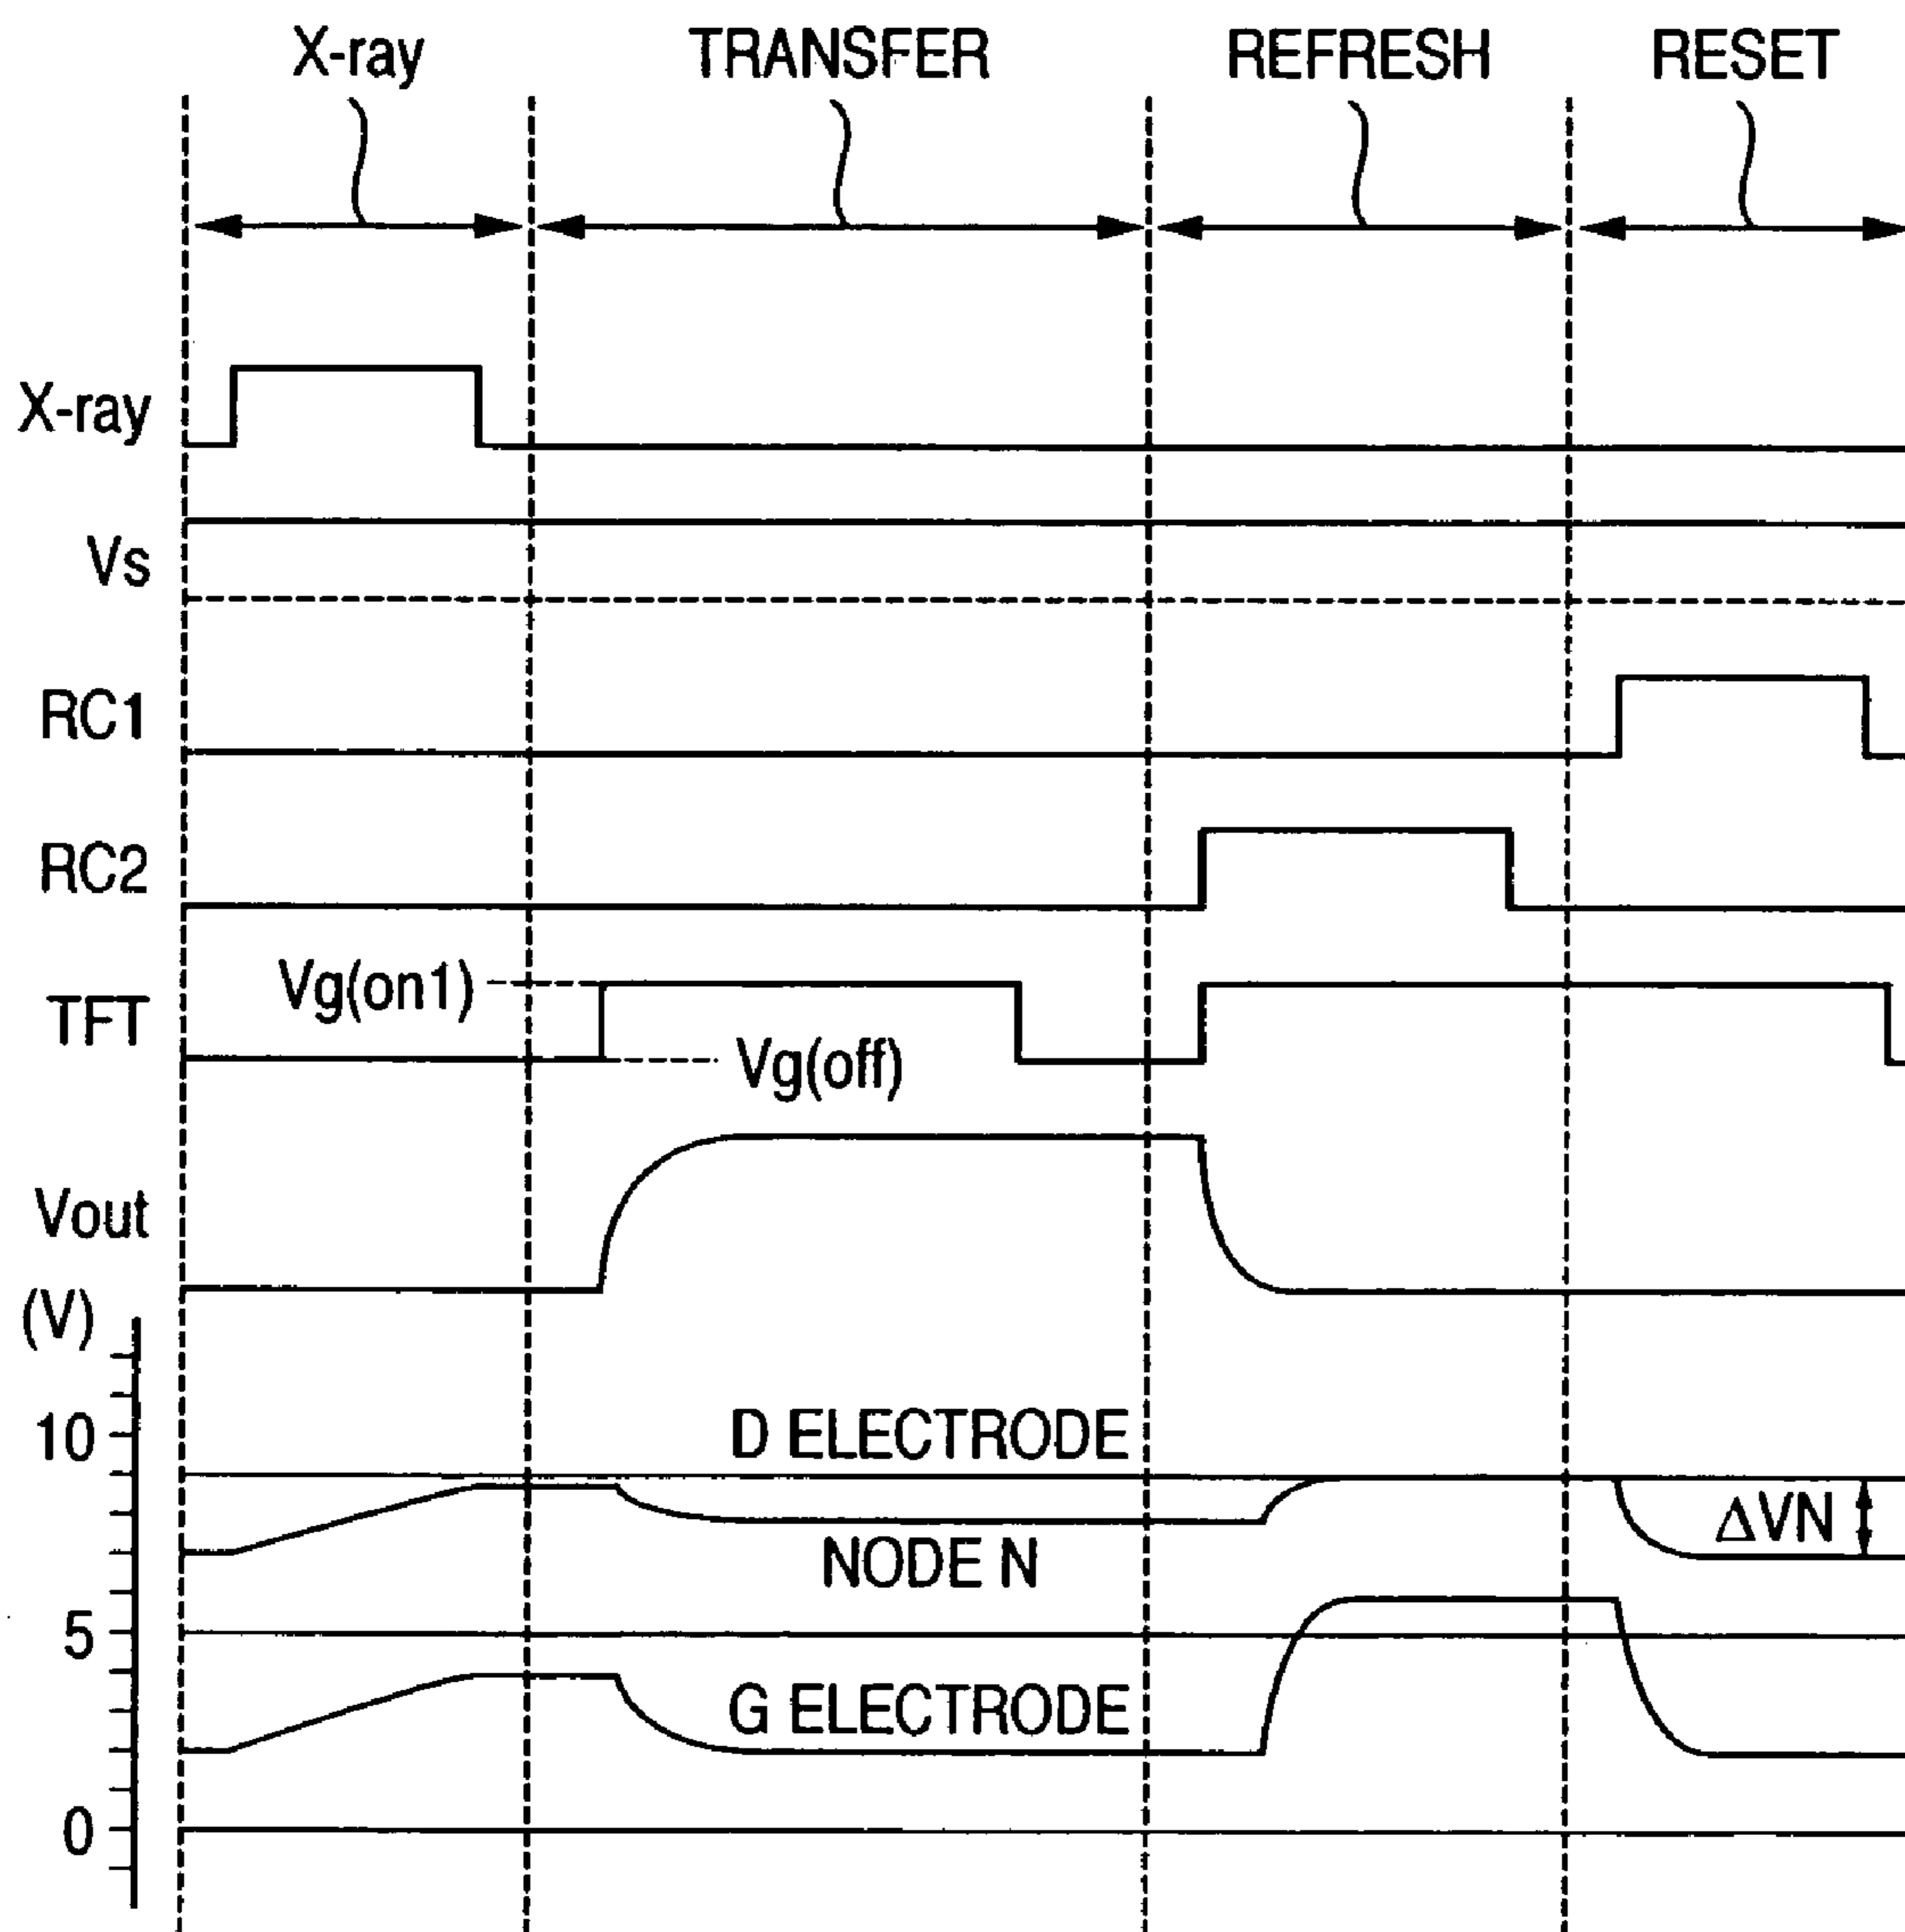 X-ray TRANSFER REFRESH RESET
X-ray
Vs
RC1
RC2
Vg(on1)
TFT
Vg(off)
Vout
(V)
10
D ELECTRODE
ΔVN
NODE N
5
G ELECTRODE
0